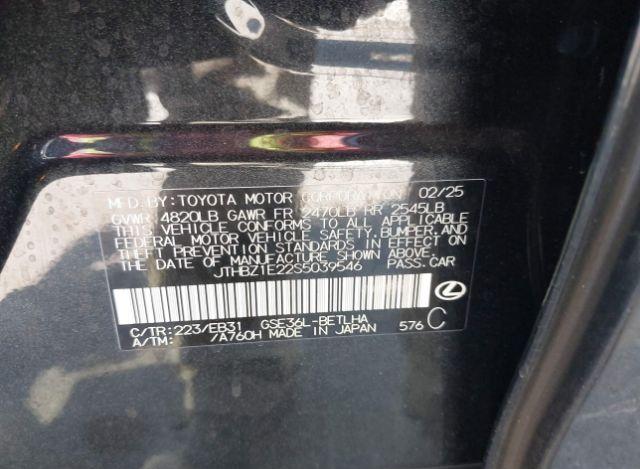 MFD.BY: TOYOTA MOTOR CORPORATION 02/25
GVWR 4820LB GAWR FR 2470LB RR 2545LB
THIS VEHICLE CONFORMS TO ALL APPLICABLE
FEDERAL MOTOR VEHICLE SAFETY, BUMPER, AND
THEFT PREVENTION STANDARDS IN EFFECT ON
THE DATE OF MANUFACTURE SHOWN ABOVE.
JTHBZ1E22S5039546 PASS.CAR
C/TR: 223/EB31 GSE36L-BETLHA
A/TM: /A760H MADE IN JAPAN 576 C